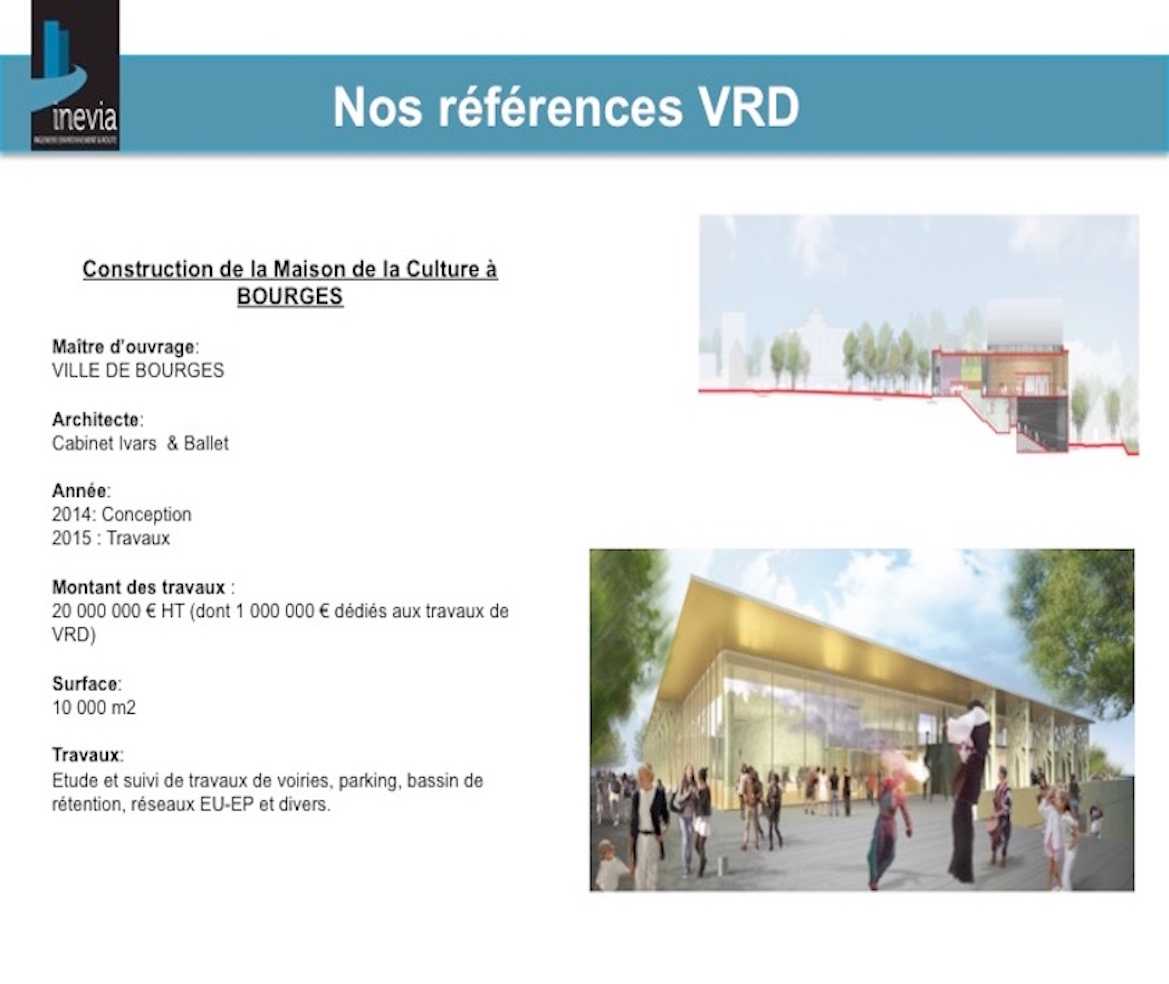 inevia
INGENIERIE ENVIRONNEMENT & ROUTE
Nos références VRD
Construction de la Maison de la Culture à
BOURGES
Maître d’ouvrage:
VILLE DE BOURGES
Architecte:
Cabinet Ivars & Ballet
Année:
2014: Conception
2015 : Travaux
Montant des travaux :
20 000 000 € HT (dont 1 000 000 € dédiés aux travaux de
VRD)
Surface:
10 000 m2
Travaux:
Etude et suivi de travaux de voiries, parking, bassin de
rétention, réseaux EU-EP et divers.